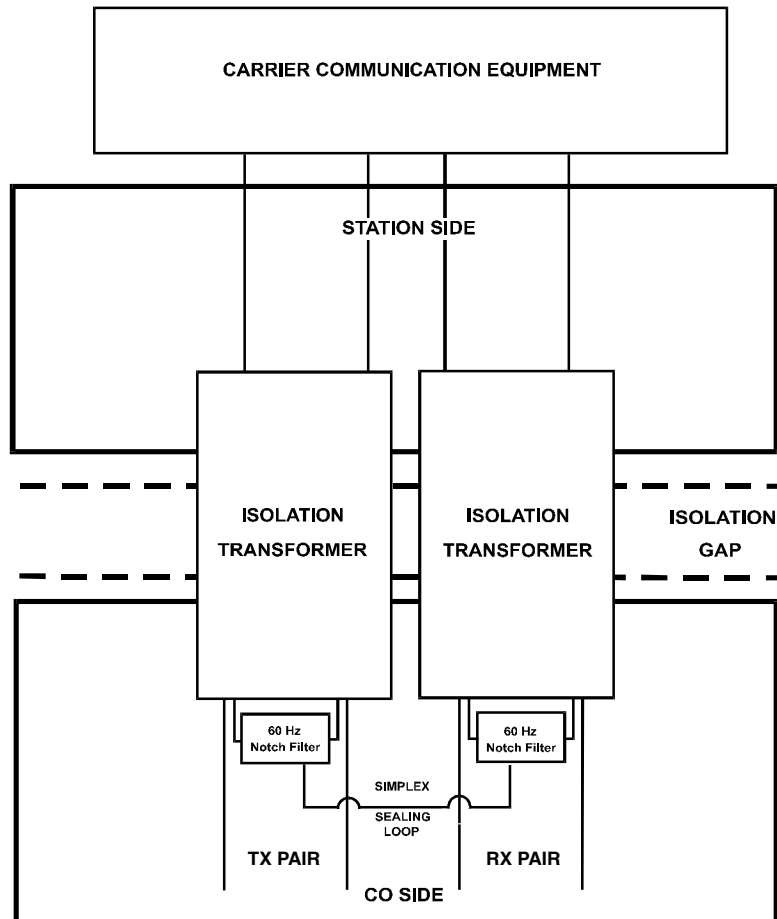 CARRIER COMMUNICATION EQUIPMENT
STATION SIDE
ISOLATION
TRANSFORMER
ISOLATION
TRANSFORMER
ISOLATION
GAP
60 Hz
Notch Filter
60 Hz
Notch Filter
SIMPLEX
SEALING
LOOP
TX PAIR
RX PAIR
CO SIDE